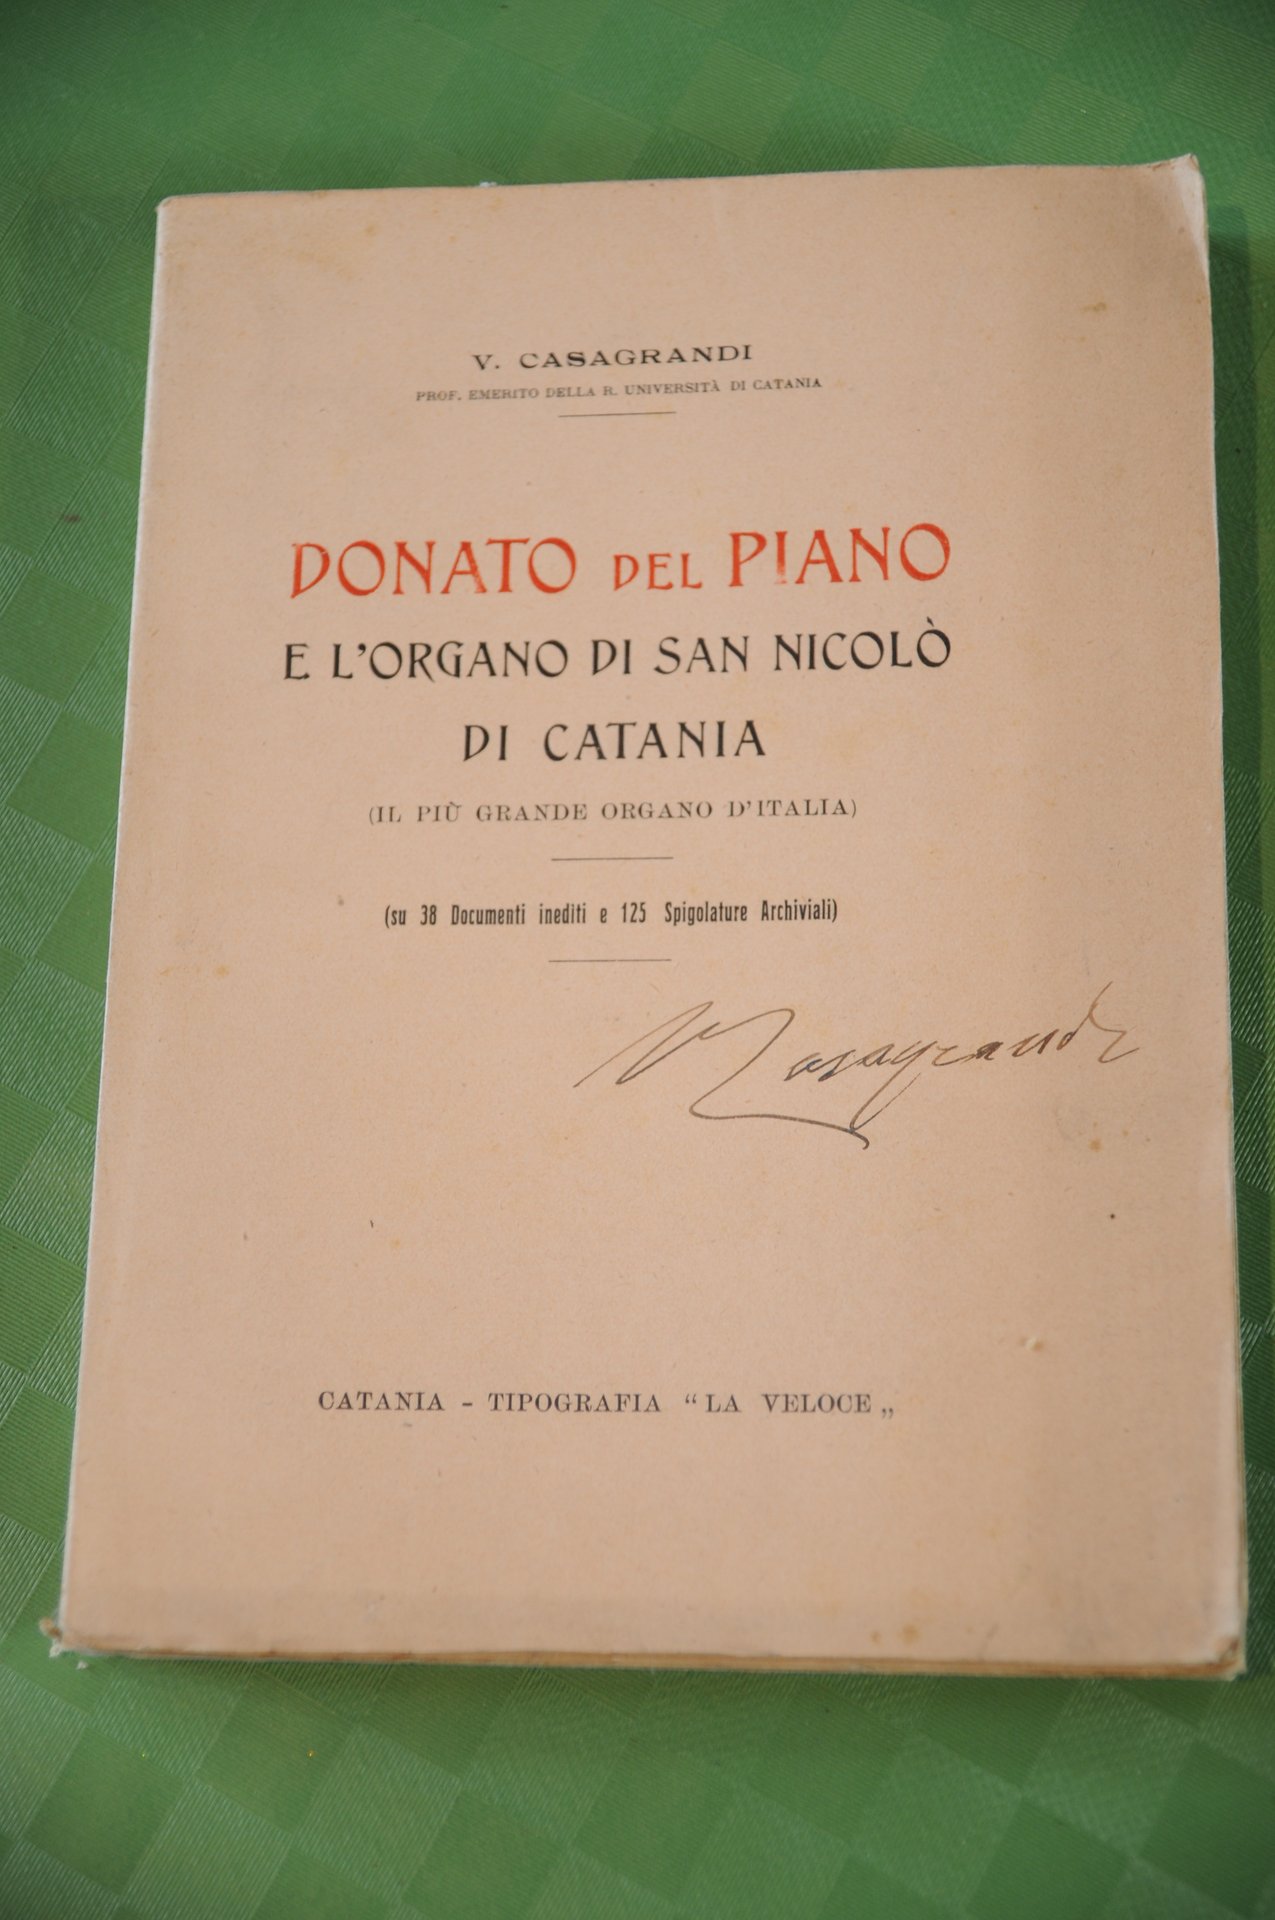 V. CASAGRANDI
PROF. EMERITO DELLA R. UNIVERSITÀ DI CATANIA
DONATO DEL PIANO
E L'ORGANO DI SAN NICOLÒ
DI CATANIA
(IL PIÙ GRANDE ORGANO D'ITALIA)
(su 38 Documenti inediti e 125 Spigolature Archiviali)
V Casagrandi
CATANIA - TIPOGRAFIA “LA VELOCE„